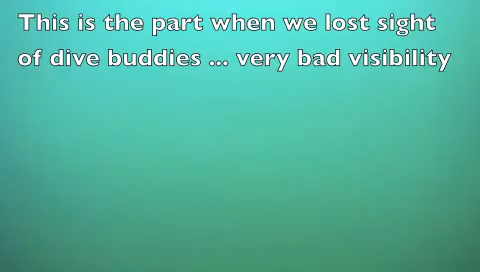 This is the part when we lost sight
of dive buddies ... very bad visibility